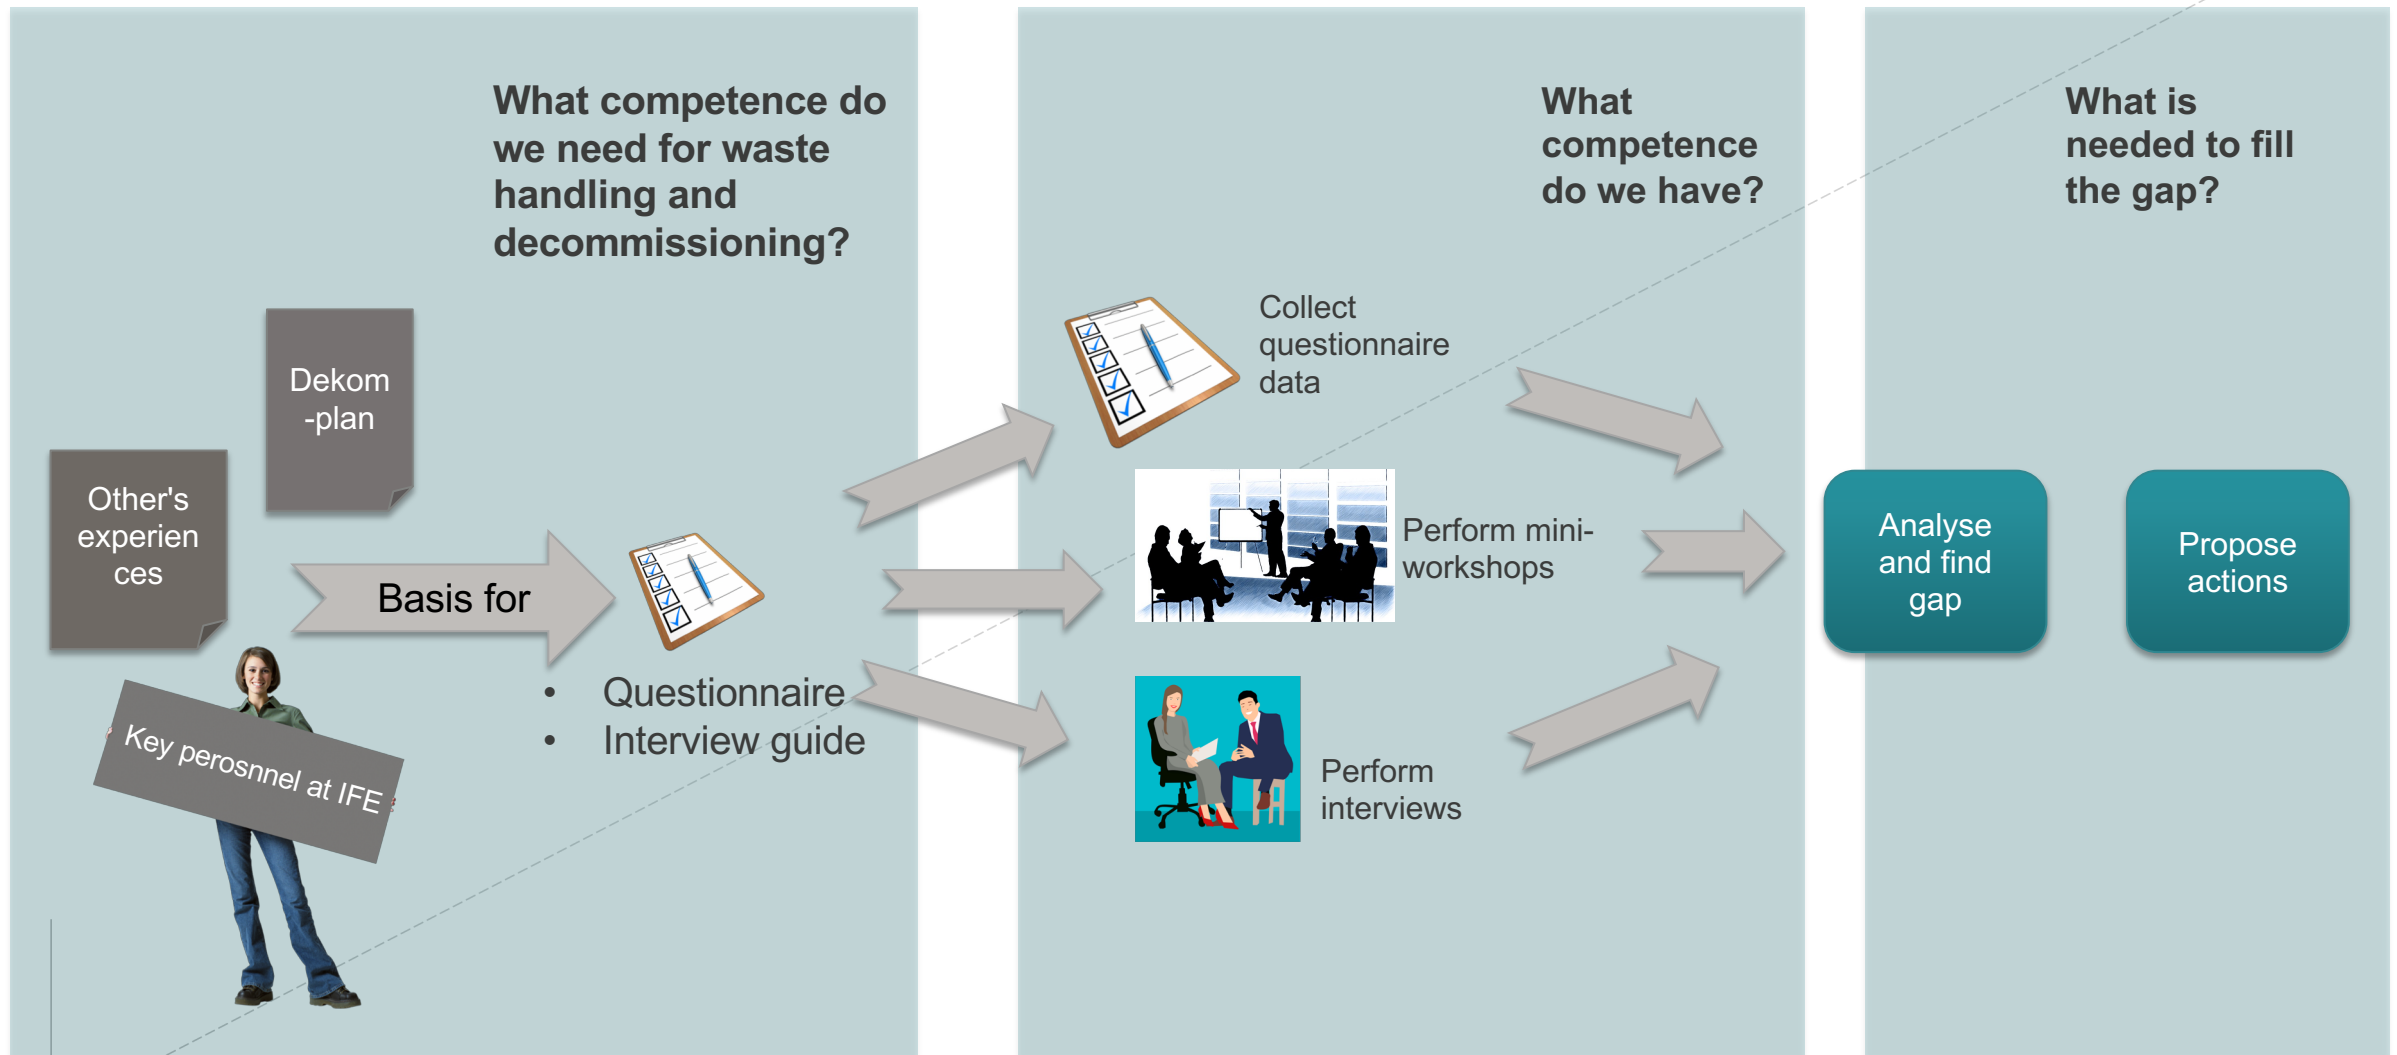 What competence do
we need for waste
handling and
decommissioning?
Dekom
-plan
Other's
experien
ces
Key perosnnel at IFE
Basis for
• Questionnaire
• Interview guide
What
competence
do we have?
Collect
questionnaire
data
Perform mini-
workshops
Perform
interviews
What is
needed to fill
the gap?
Analyse
and find
gap
Propose
actions